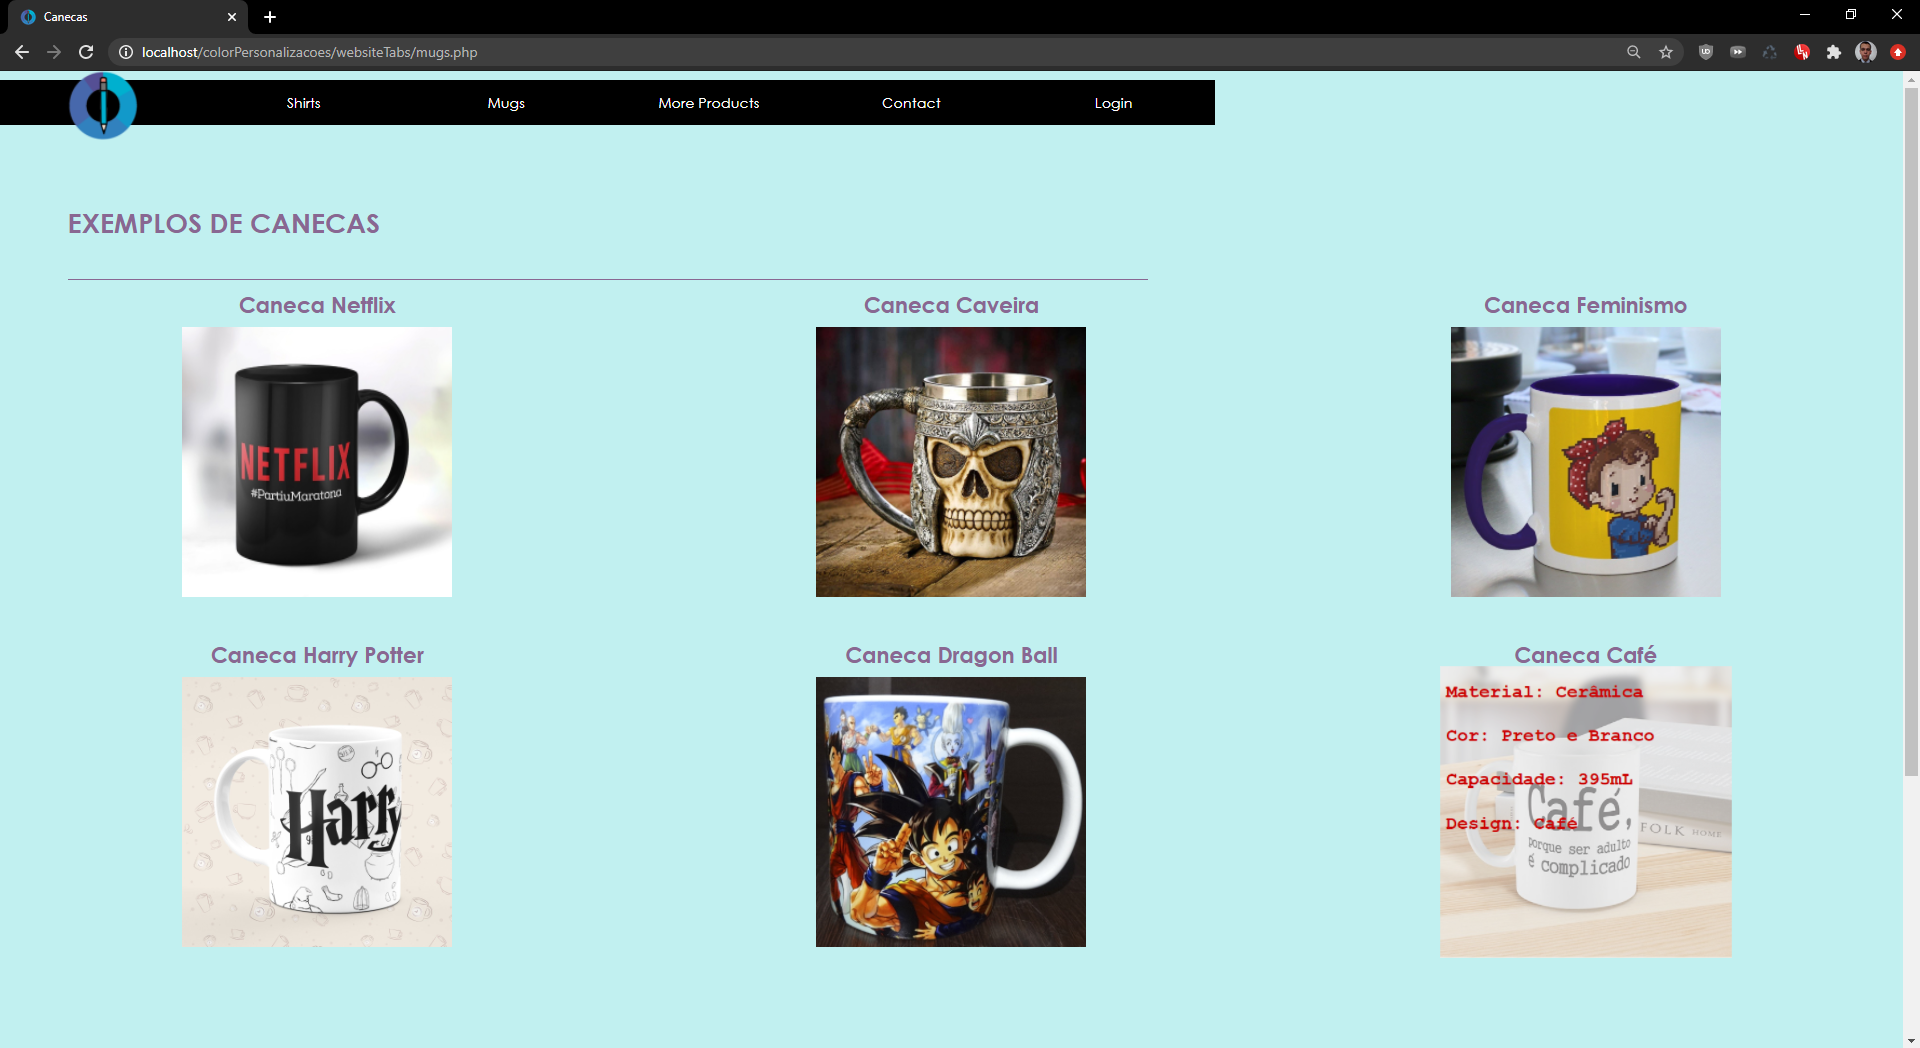 Canecas
localhost/colorPersonalizacoes/websiteTabs/mugs.php
Shirts
Mugs
More Products
Contact
Login
EXEMPLOS DE CANECAS
Caneca Netflix
Caneca Caveira
Caneca Feminismo
NETFLIX
#PartiuMaratona
Caneca Harry Potter
Caneca Dragon Ball
Caneca Café
Harry
Material: Cerâmica
Cor: Preto e Branco
Capacidade: 395mL
Design: Café
Café,
porque ser adulto
é complicado
FOLK HOME